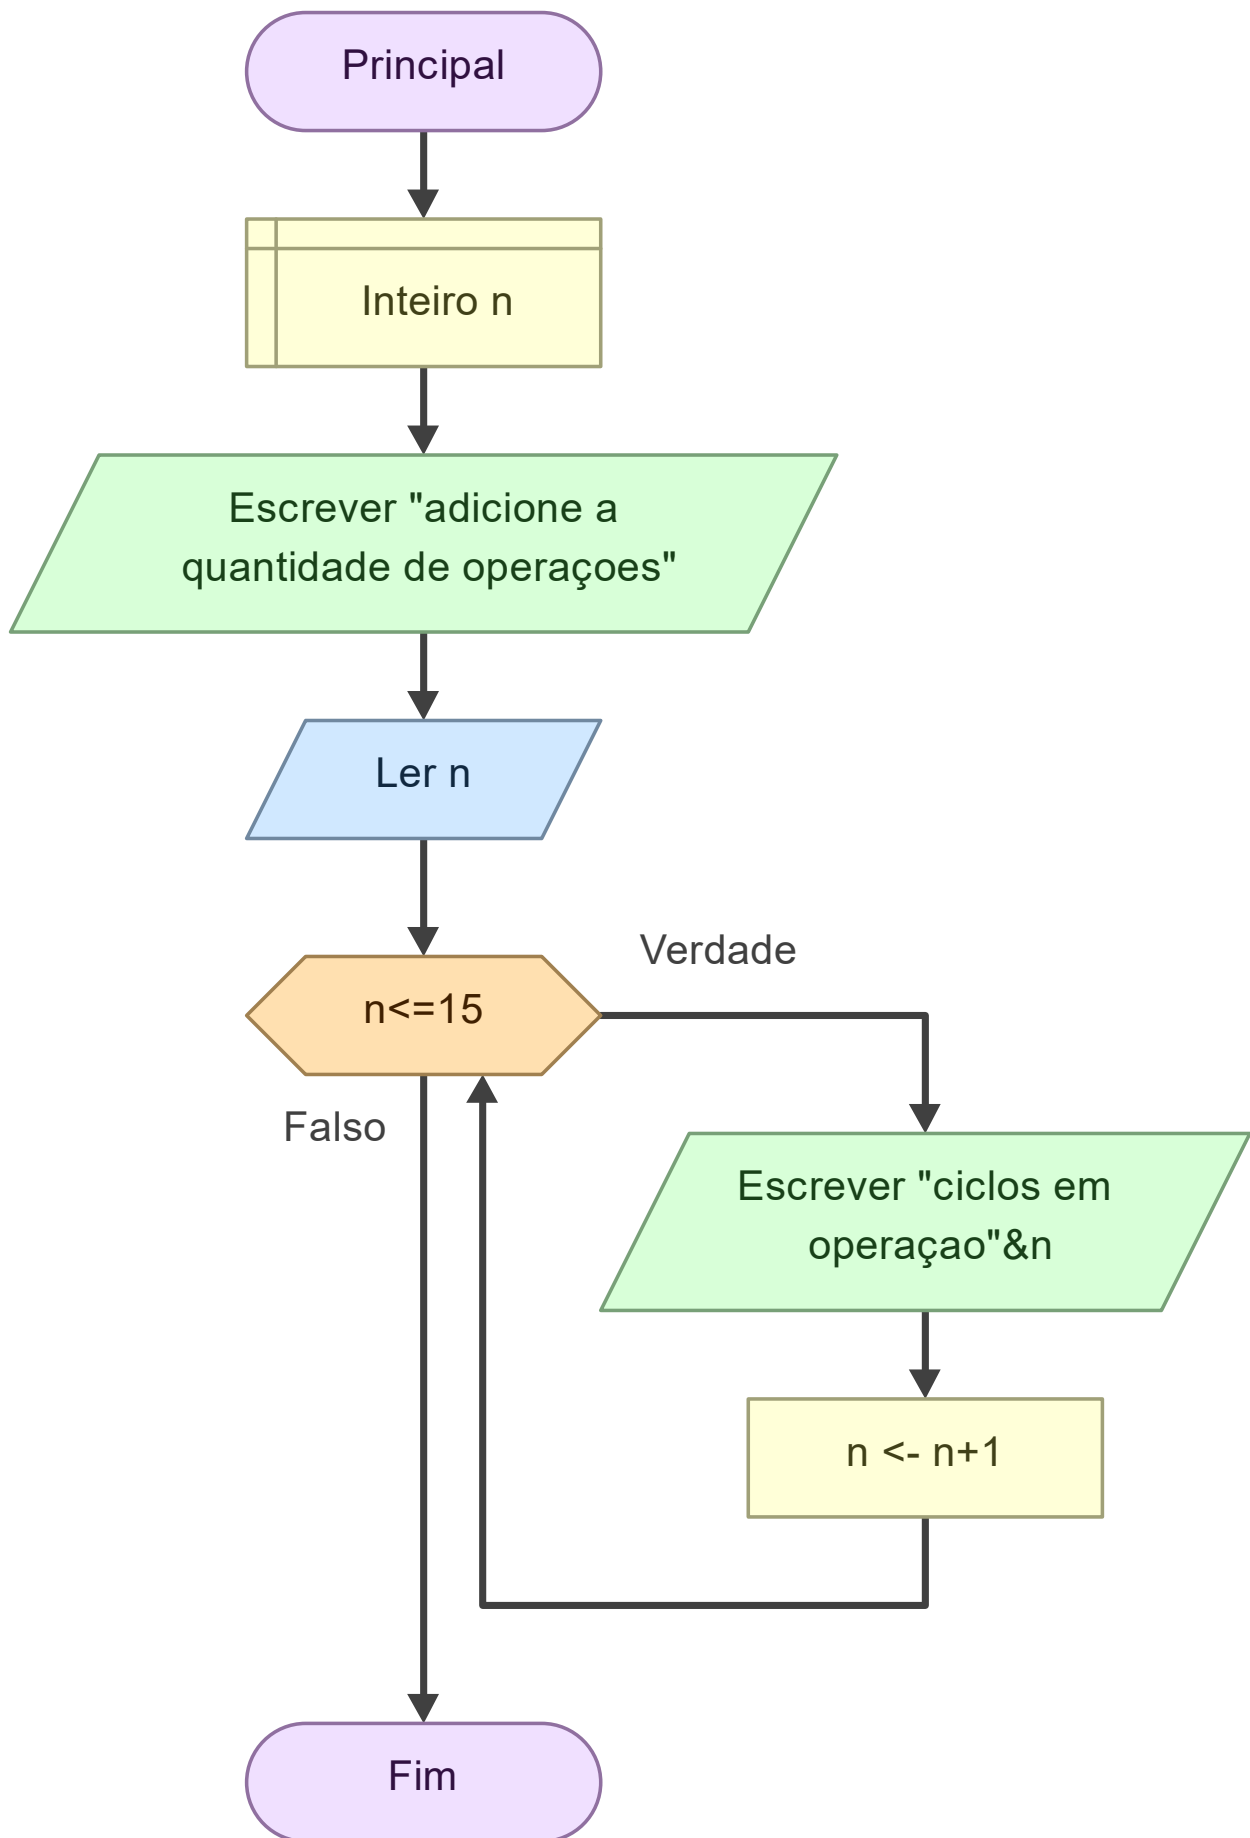 Principal
Inteiro n
Escrever "adicione a
quantidade de operaçoes"
Ler n
Verdade
n<=15
Falso
Escrever "ciclos em
operaçao"&n
n <- n+1
Fim